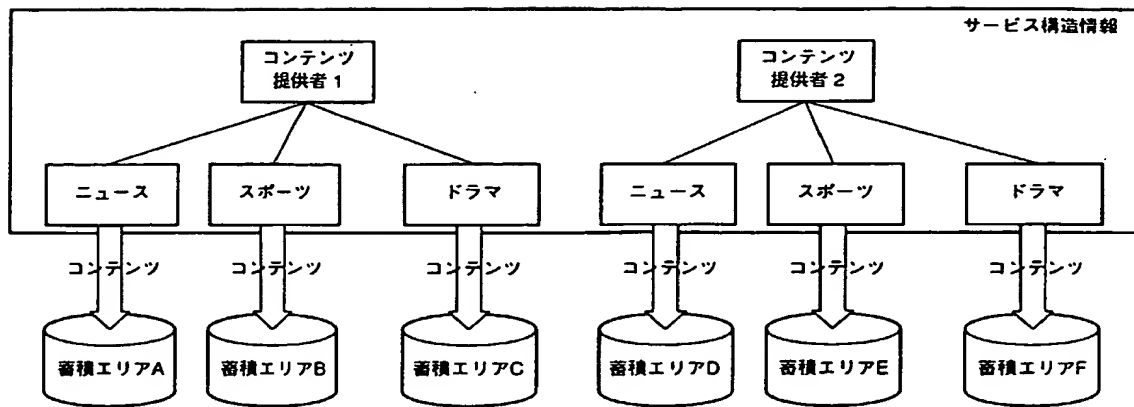 サービス構造情報
コンテンツ
提供者1
コンテンツ
提供者2
ニュース
スポーツ
ドラマ
ニュース
スポーツ
ドラマ
コンテンツ
コンテンツ
コンテンツ
コンテンツ
コンテンツ
コンテンツ
蓄積エリアA
蓄積エリアB
蓄積エリアC
蓄積エリアD
蓄積エリアE
蓄積エリアF